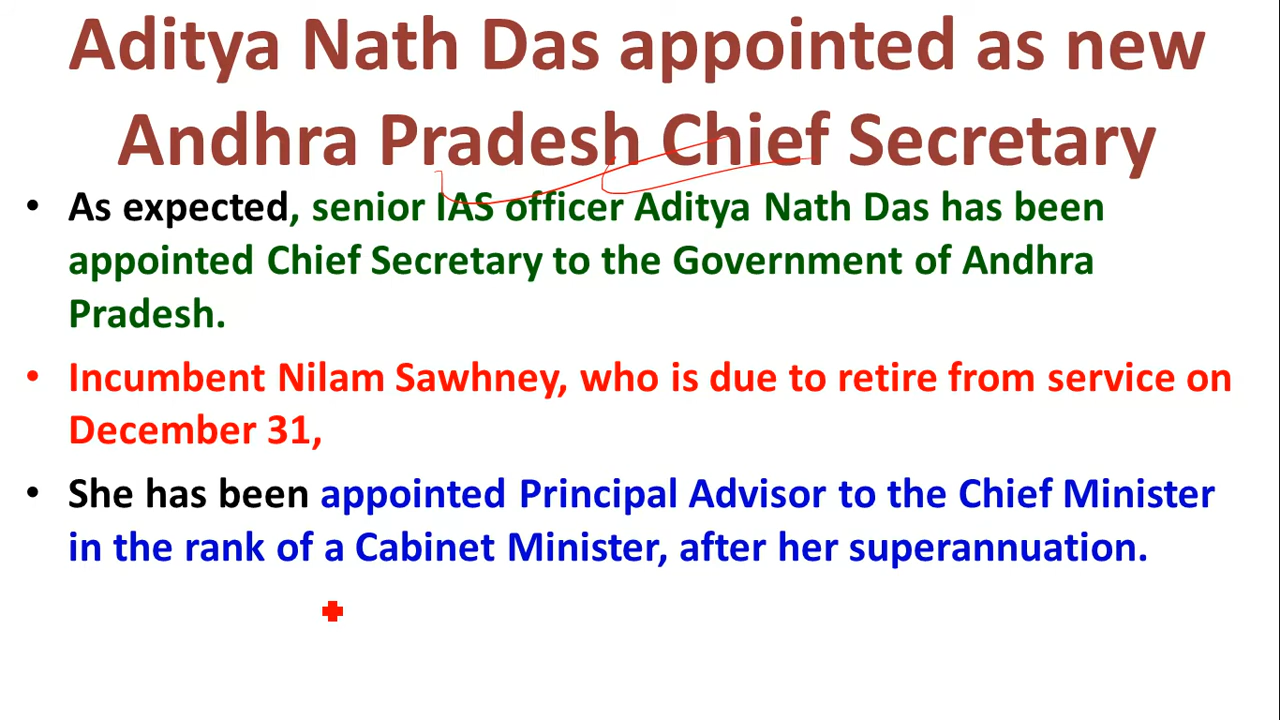 Aditya Nath Das appointed as new
Andhra Pradesh Chief Secretary
• As expected, senior IAS officer Aditya Nath Das has been
appointed Chief Secretary to the Government of Andhra
Pradesh.
• Incumbent Nilam Sawhney, who is due to retire from service on
December 31,
• She has been appointed Principal Advisor to the Chief Minister
in the rank of a Cabinet Minister, after her superannuation.